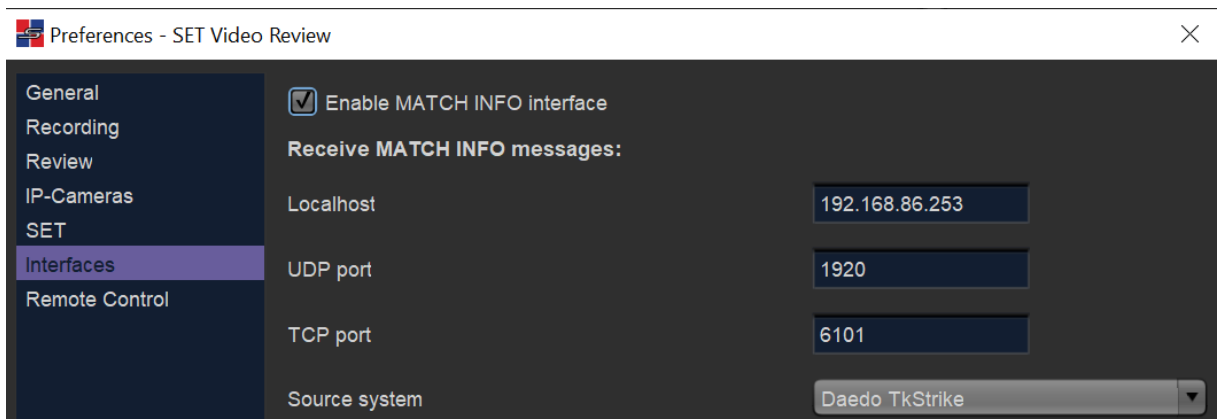 Preferences - SET Video Review
General
Recording
Review
IP-Cameras
SET
Interfaces
Remote Control
Enable MATCH INFO interface
Receive MATCH INFO messages:
Localhost 192.168.86.253
UDP port 1920
TCP port 6101
Source system Daedo TkStrike